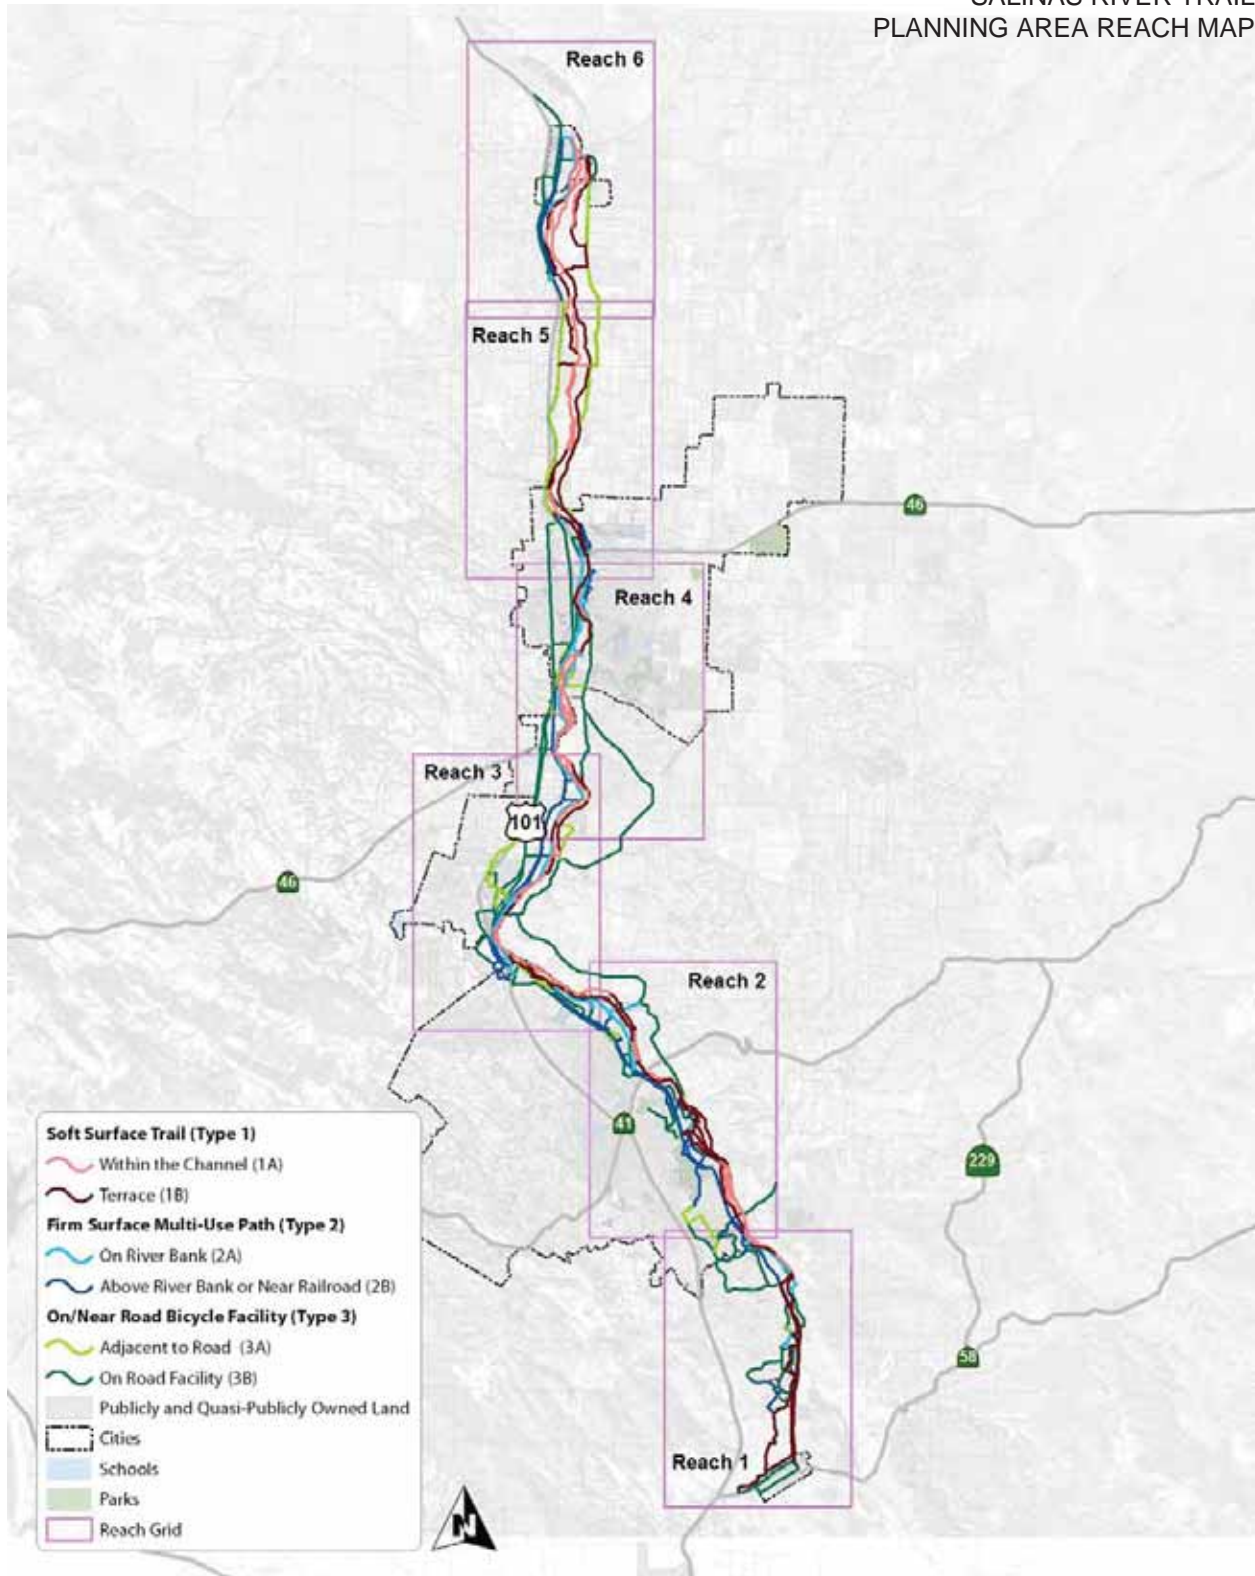 SALINAS RIVER TRAIL
PLANNING AREA REACH MAP
Reach 6
Reach 5
46
Reach 4
Reach 3
101
46
Reach 2
41
229
58
Reach 1
Soft Surface Trail (Type 1)
Within the Channel (1A)
Terrace (1B)
Firm Surface Multi-Use Path (Type 2)
On River Bank (2A)
Above River Bank or Near Railroad (2B)
On/Near Road Bicycle Facility (Type 3)
Adjacent to Road (3A)
On Road Facility (3B)
Publicly and Quasi-Publicly Owned Land
Cities
Schools
Parks
Reach Grid
N